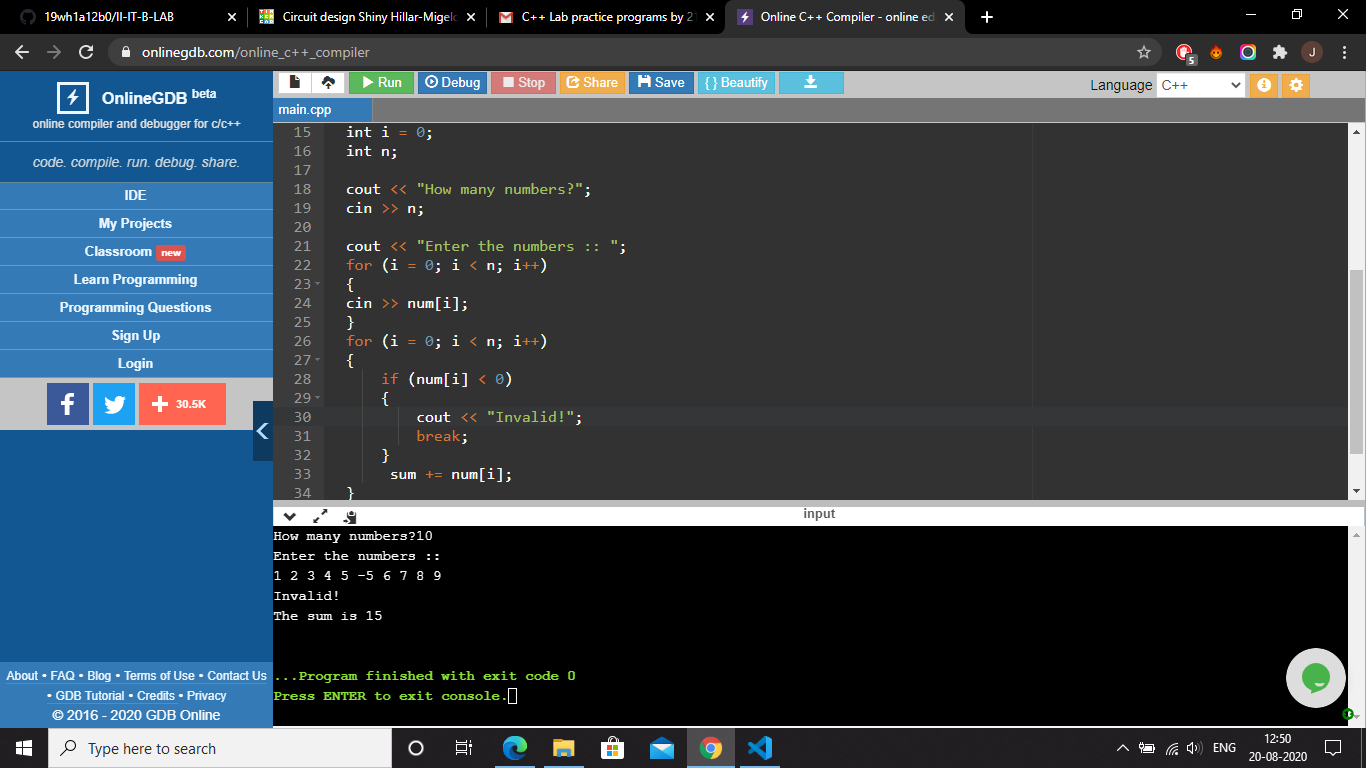 19wh1a12b0/II-IT-B-LAB
Circuit design Shiny Hillar-Migelo
C++ Lab practice programs by 21
Online C++ Compiler - online ed
onlinegdb.com/online_c++_compiler
5
J
OnlineGDB beta
online compiler and debugger for c/c++
code. compile. run. debug. share.
IDE
My Projects
Classroom new
Learn Programming
Programming Questions
Sign Up
Login
30.5K
About • FAQ • Blog • Terms of Use • Contact Us
• GDB Tutorial • Credits • Privacy
© 2016 - 2020 GDB Online
Run Debug Stop Share Save { } Beautify
Language C++
main.cpp
15 int i = 0;
16 int n;
17
18 cout << "How many numbers?";
19 cin >> n;
20
21 cout << "Enter the numbers :: ";
22 for (i = 0; i < n; i++)
23 {
24 cin >> num[i];
25 }
26 for (i = 0; i < n; i++)
27 {
28 if (num[i] < 0)
29 {
30 cout << "Invalid!";
31 break;
32 }
33 sum += num[i];
34 }
input
How many numbers?10
Enter the numbers ::
1 2 3 4 5 -5 6 7 8 9
Invalid!
The sum is 15
...Program finished with exit code 0
Press ENTER to exit console.
Type here to search
ENG
12:50
20-08-2020